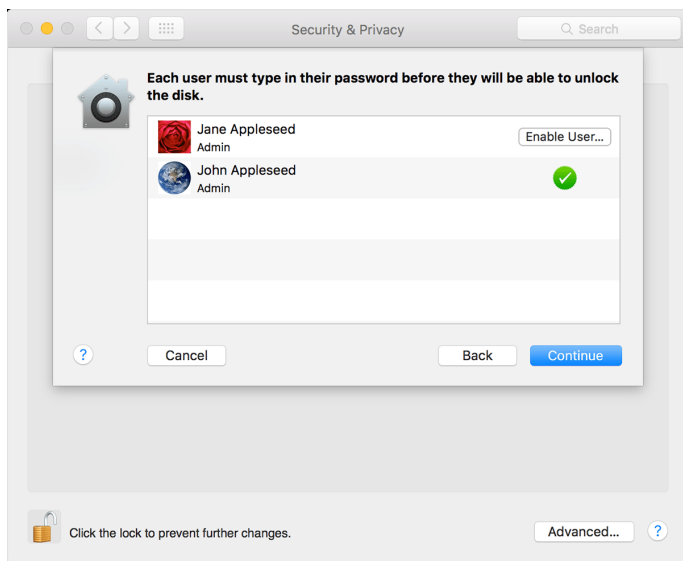 Security & Privacy
Search
Each user must type in their password before they will be able to unlock
the disk.
Jane Appleseed
Admin
Enable User...
John Appleseed
Admin
?
Cancel
Back
Continue
Click the lock to prevent further changes.
Advanced...
?